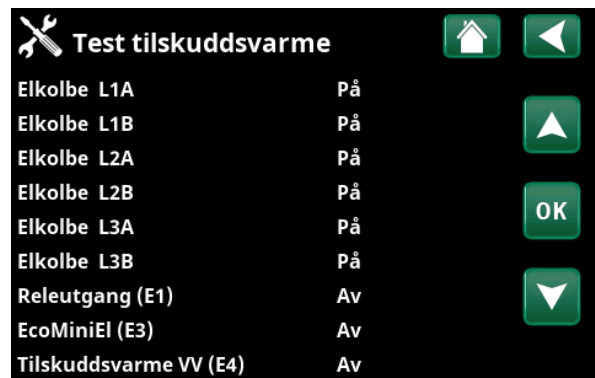 Test tilskuddsvarme
Elkolbe L1A På
Elkolbe L1B På
Elkolbe L2A På
Elkolbe L2B På
OK
Elkolbe L3A På
Elkolbe L3B På
Releutgang (E1) Av
EcoMiniEl (E3) Av
Tilskuddsvarme VV (E4) Av